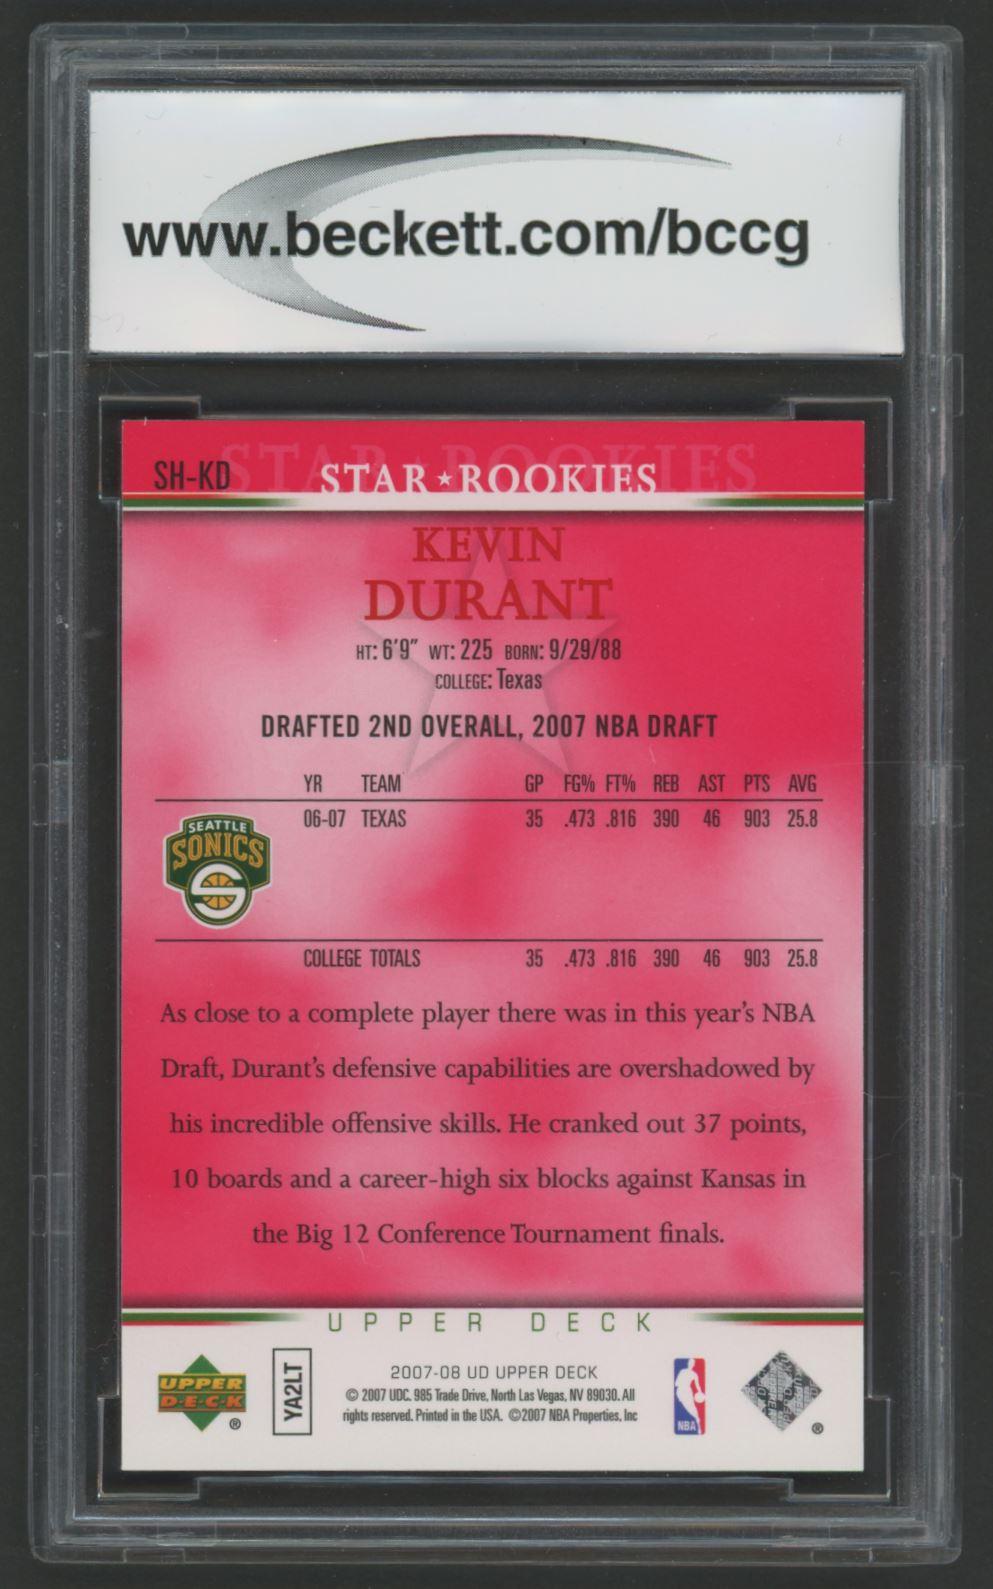 www.beckett.com/bccg
STAR★ROOKIES
SH-KD STAR★ROOKIES
KEVIN
DURANT
HT: 6'9" WT: 225 BORN: 9/29/88
COLLEGE: Texas
DRAFTED 2ND OVERALL, 2007 NBA DRAFT
YR TEAM GP FG% FT% REB AST PTS AVG
06-07 TEXAS 35 .473 .816 390 46 903 25.8
SEATTLE
SONICS
COLLEGE TOTALS 35 .473 .816 390 46 903 25.8
As close to a complete player there was in this year's NBA
Draft, Durant's defensive capabilities are overshadowed by
his incredible offensive skills. He cranked out 37 points,
10 boards and a career-high six blocks against Kansas in
the Big 12 Conference Tournament finals.
UPPER DECK
UPPER
D·E·C·K
®
YA2LT
2007-08 UD UPPER DECK
© 2007 UDC. 985 Trade Drive, North Las Vegas, NV 89030. All
rights reserved. Printed in the USA. ©2007 NBA Properties, Inc
NBA
®